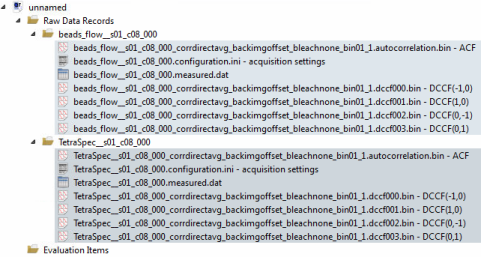 unnamed
Raw Data Records
beads_flow__s01_c08_000
beads_flow__s01_c08_000_corrdirectavg_backimgoffset_bleachnone_bin01_1.autocorrelation.bin - ACF
beads_flow__s01_c08_000.configuration.ini - acquisition settings
beads_flow__s01_c08_000.measured.dat
beads_flow__s01_c08_000_corrdirectavg_backimgoffset_bleachnone_bin01_1.dccf000.bin - DCCF(-1,0)
beads_flow__s01_c08_000_corrdirectavg_backimgoffset_bleachnone_bin01_1.dccf001.bin - DCCF(1,0)
beads_flow__s01_c08_000_corrdirectavg_backimgoffset_bleachnone_bin01_1.dccf002.bin - DCCF(0,-1)
beads_flow__s01_c08_000_corrdirectavg_backimgoffset_bleachnone_bin01_1.dccf003.bin - DCCF(0,1)
TetraSpec__s01_c08_000
TetraSpec__s01_c08_000_corrdirectavg_backimgoffset_bleachnone_bin01_1.autocorrelation.bin - ACF
TetraSpec__s01_c08_000.configuration.ini - acquisition settings
TetraSpec__s01_c08_000.measured.dat
TetraSpec__s01_c08_000_corrdirectavg_backimgoffset_bleachnone_bin01_1.dccf000.bin - DCCF(-1,0)
TetraSpec__s01_c08_000_corrdirectavg_backimgoffset_bleachnone_bin01_1.dccf001.bin - DCCF(1,0)
TetraSpec__s01_c08_000_corrdirectavg_backimgoffset_bleachnone_bin01_1.dccf002.bin - DCCF(0,-1)
TetraSpec__s01_c08_000_corrdirectavg_backimgoffset_bleachnone_bin01_1.dccf003.bin - DCCF(0,1)
Evaluation Items